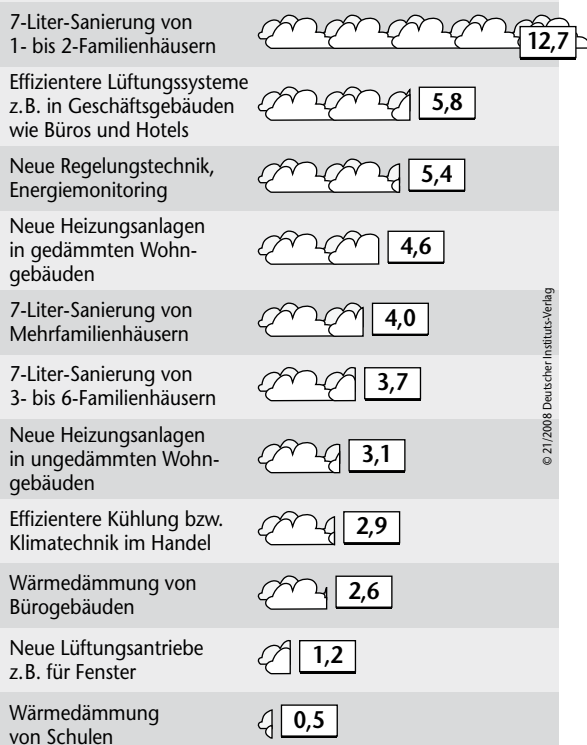 7-Liter-Sanierung von
1- bis 2-Familienhäusern
12,7
Effizientere Lüftungssysteme
z.B. in Geschäftsgebäuden
wie Büros und Hotels
5,8
Neue Regelungstechnik,
Energiemonitoring
5,4
Neue Heizungsanlagen
in gedämmten Wohn-
gebäuden
4,6
7-Liter-Sanierung von
Mehrfamilienhäusern
4,0
7-Liter-Sanierung von
3- bis 6-Familienhäusern
3,7
Neue Heizungsanlagen
in ungedämmten Wohn-
gebäuden
3,1
Effizientere Kühlung bzw.
Klimatechnik im Handel
2,9
Wärmedämmung von
Bürogebäuden
2,6
Neue Lüftungsantriebe
z.B. für Fenster
1,2
Wärmedämmung
von Schulen
0,5
© 21/2008 Deutscher Instituts-Verlag